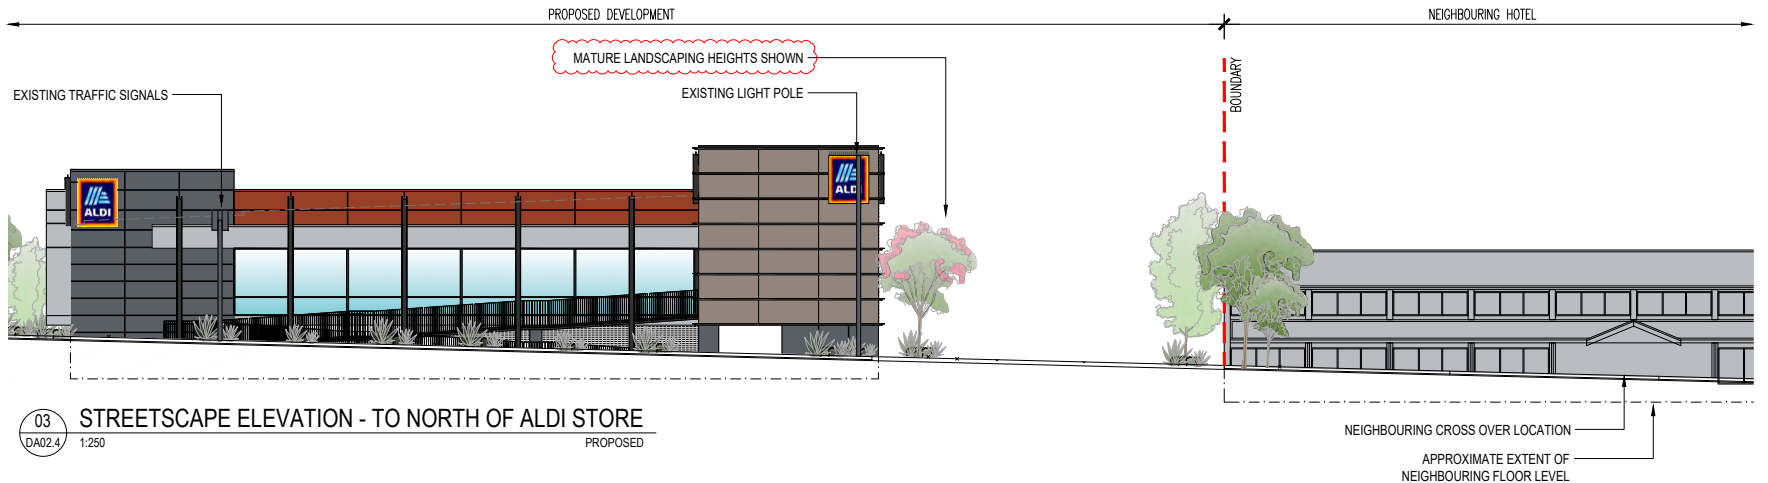 PROPOSED DEVELOPMENT
NEIGHBOURING HOTEL
MATURE LANDSCAPING HEIGHTS SHOWN
BOUNDARY
EXISTING TRAFFIC SIGNALS
EXISTING LIGHT POLE
ALDI
ALDI
03
DA02.4
STREETSCAPE ELEVATION - TO NORTH OF ALDI STORE
1:250
PROPOSED
NEIGHBOURING CROSS OVER LOCATION
APPROXIMATE EXTENT OF
NEIGHBOURING FLOOR LEVEL